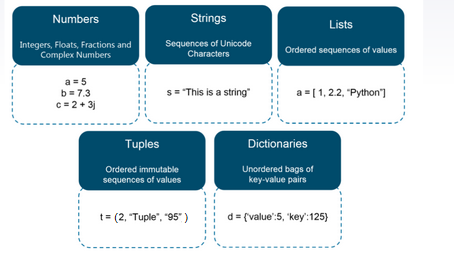 Numbers
Integers, Floats, Fractions and
Complex Numbers
a = 5
b = 7.3
c = 2 + 3j
Strings
Sequences of Unicode
Characters
s = “This is a string”
Lists
Ordered sequences of values
a = [ 1, 2.2, “Python”]
Tuples
Ordered immutable
sequences of values
t = (2, “Tuple”, “95” )
Dictionaries
Unordered bags of
key-value pairs
d = {‘value’:5, ‘key’:125}